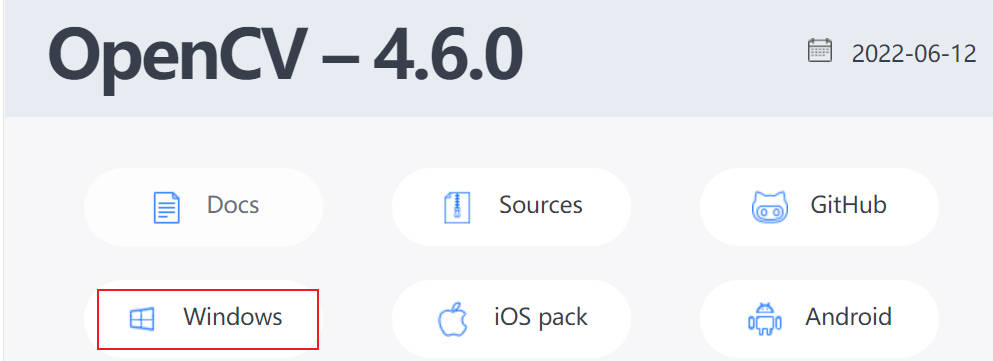 OpenCV – 4.6.0
2022-06-12
Docs
Sources
GitHub
Windows
iOS pack
Android